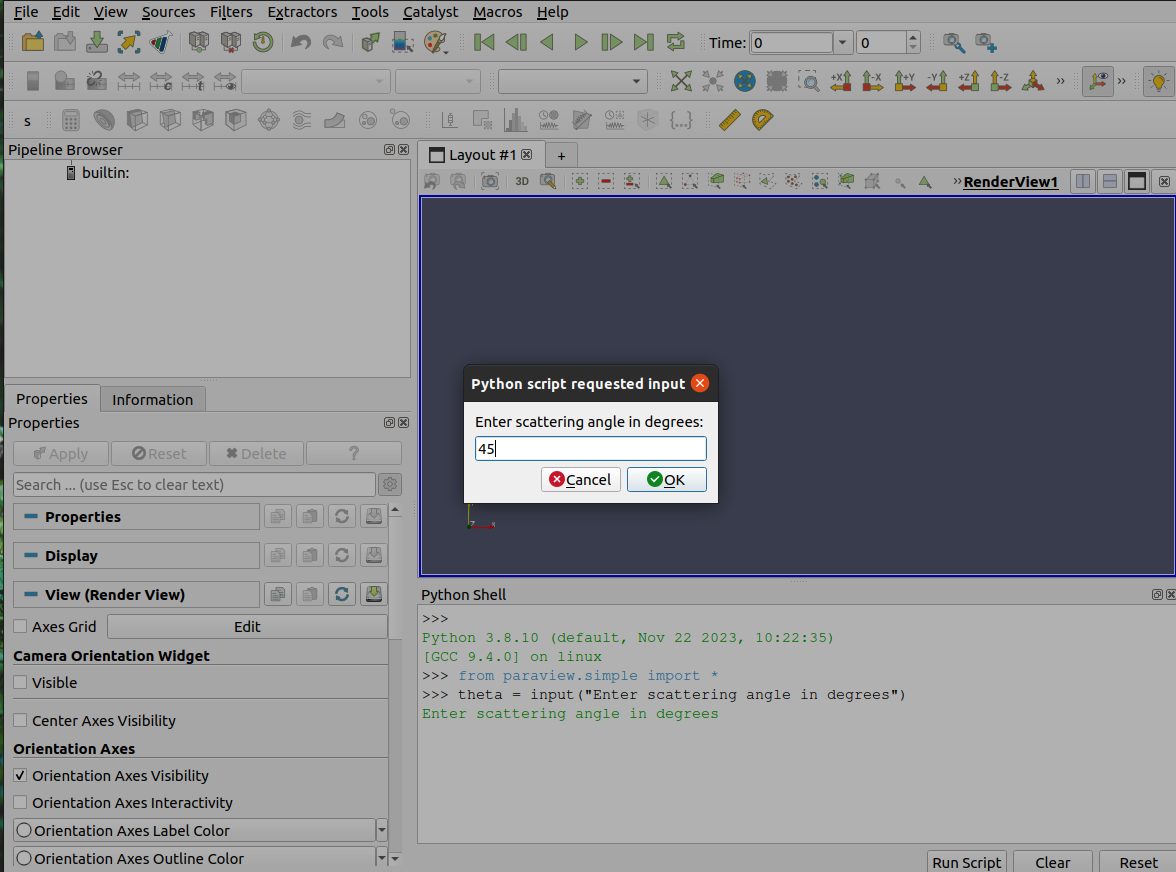 File Edit View Sources Filters Extractors Tools Catalyst Macros Help
Time: 0 0
+X -X +Y -Y +Z -Z »  »
s
Pipeline Browser
builtin:
Layout #1 +
3D » RenderView1
Python script requested input
Enter scattering angle in degrees:
45
Cancel OK
Properties Information
Properties
Apply Reset Delete ?
Search ... (use Esc to clear text)
Properties
Display
View (Render View)
Axes Grid Edit
Camera Orientation Widget
Visible
Center Axes Visibility
Orientation Axes
Orientation Axes Visibility
Orientation Axes Interactivity
Orientation Axes Label Color
Orientation Axes Outline Color
Python Shell
>>>
Python 3.8.10 (default, Nov 22 2023, 10:22:35)
[GCC 9.4.0] on linux
>>> from paraview.simple import *
>>> theta = input("Enter scattering angle in degrees")
Enter scattering angle in degrees
Run Script Clear Reset